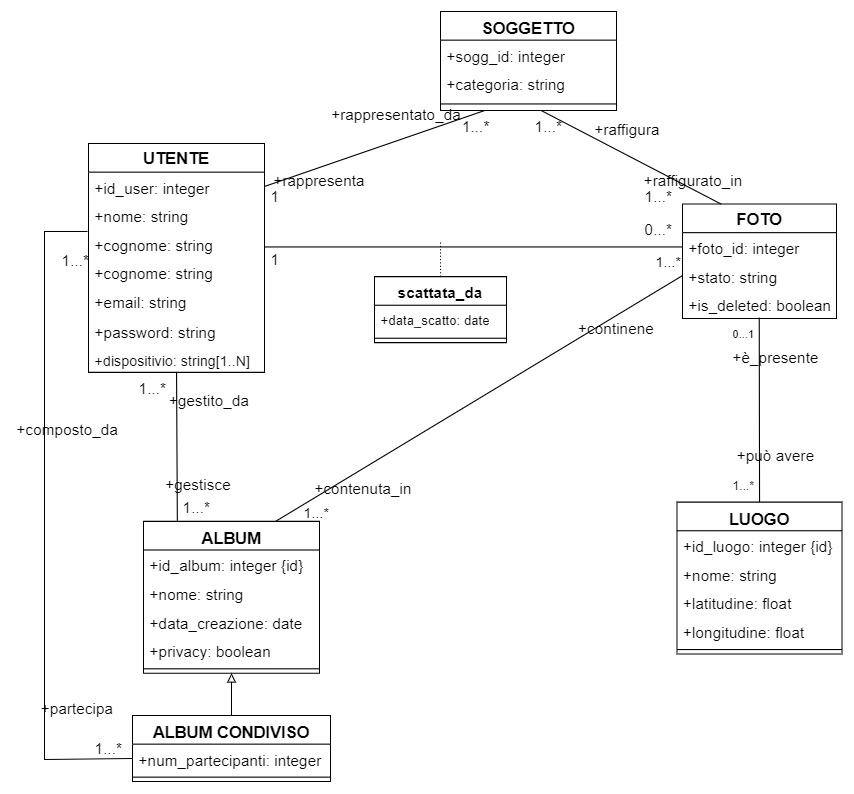 SOGGETTO
+sogg_id: integer
+categoria: string
+rappresentato_da
1...*
1...*
+raffigura
UTENTE
+id_user: integer
+nome: string
+cognome: string
+cognome: string
+email: string
+password: string
+dispositivio: string[1..N]
+rappresenta
1
+raffigurato_in
1...*
FOTO
+foto_id: integer
+stato: string
+is_deleted: boolean
0...*
1
1...*
1...*
scattata_da
+data_scatto: date
+continene
0...1
+è_presente
1...*
+gestito_da
+composto_da
+può avere
+gestisce
+contenuta_in
1...*
1...*
1...*
ALBUM
+id_album: integer {id}
+nome: string
+data_creazione: date
+privacy: boolean
LUOGO
+id_luogo: integer {id}
+nome: string
+latitudine: float
+longitudine: float
+partecipa
1...*
ALBUM CONDIVISO
+num_partecipanti: integer